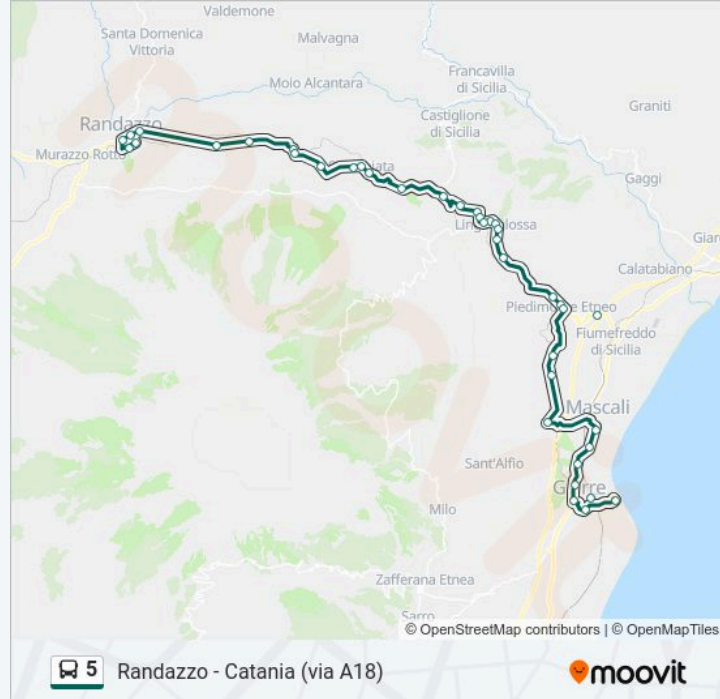 Valdemone
Santa Domenica
Vittoria
Malvagna
Moio Alcantara
Francavilla
di Sicilia
Graniti
Castiglione
di Sicilia
Randazzo
Murazzo Rotto
Gaggi
Calatabiano
Piedimonte Etneo
Fiumefreddo
di Sicilia
Mascali
Sant'Alfio
Giarre
Milo
Zafferana Etnea
Sarro
© OpenStreetMap contributors | © OpenMapTiles
5
Randazzo - Catania (via A18)
moovit